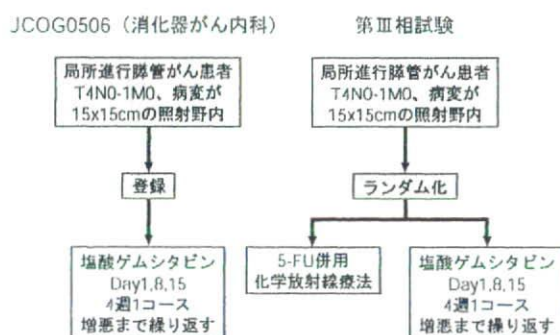 JCOG0506（消化器がん内科）
局所進行膵管がん患者
T4N0-1M0、病変が
15x15cmの照射野内
登録
塩酸ゲムシタビン
Day1,8,15
4週1コース
増悪まで繰り返す
第Ⅲ相試験
局所進行膵管がん患者
T4N0-1M0、病変が
15x15cmの照射野内
ランダム化
5-FU併用
化学放射線療法
塩酸ゲムシタビン
Day1,8,15
4週1コース
増悪まで繰り返す